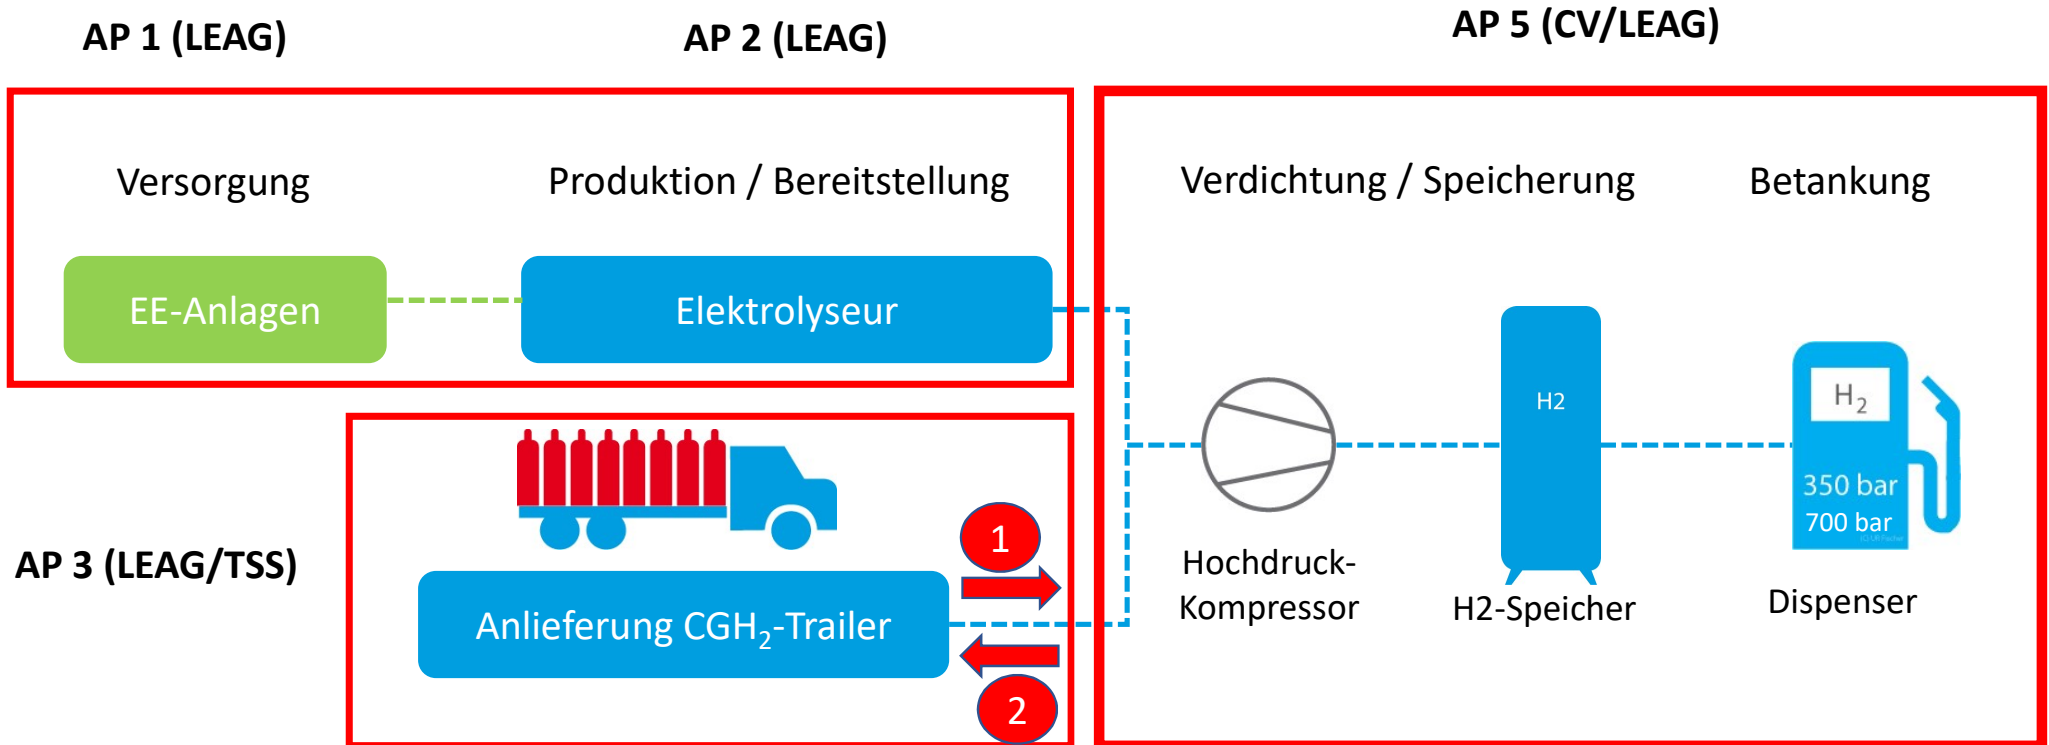 AP 1 (LEAG)
AP 2 (LEAG)
AP 5 (CV/LEAG)
Versorgung
Produktion / Bereitstellung
Verdichtung / Speicherung
Betankung
EE-Anlagen
Elektrolyseur
H2
H₂
350 bar
700 bar
(C) UR Fischer
Hochdruck-
Kompressor
H2-Speicher
Dispenser
AP 3 (LEAG/TSS)
1
Anlieferung CGH₂-Trailer
2